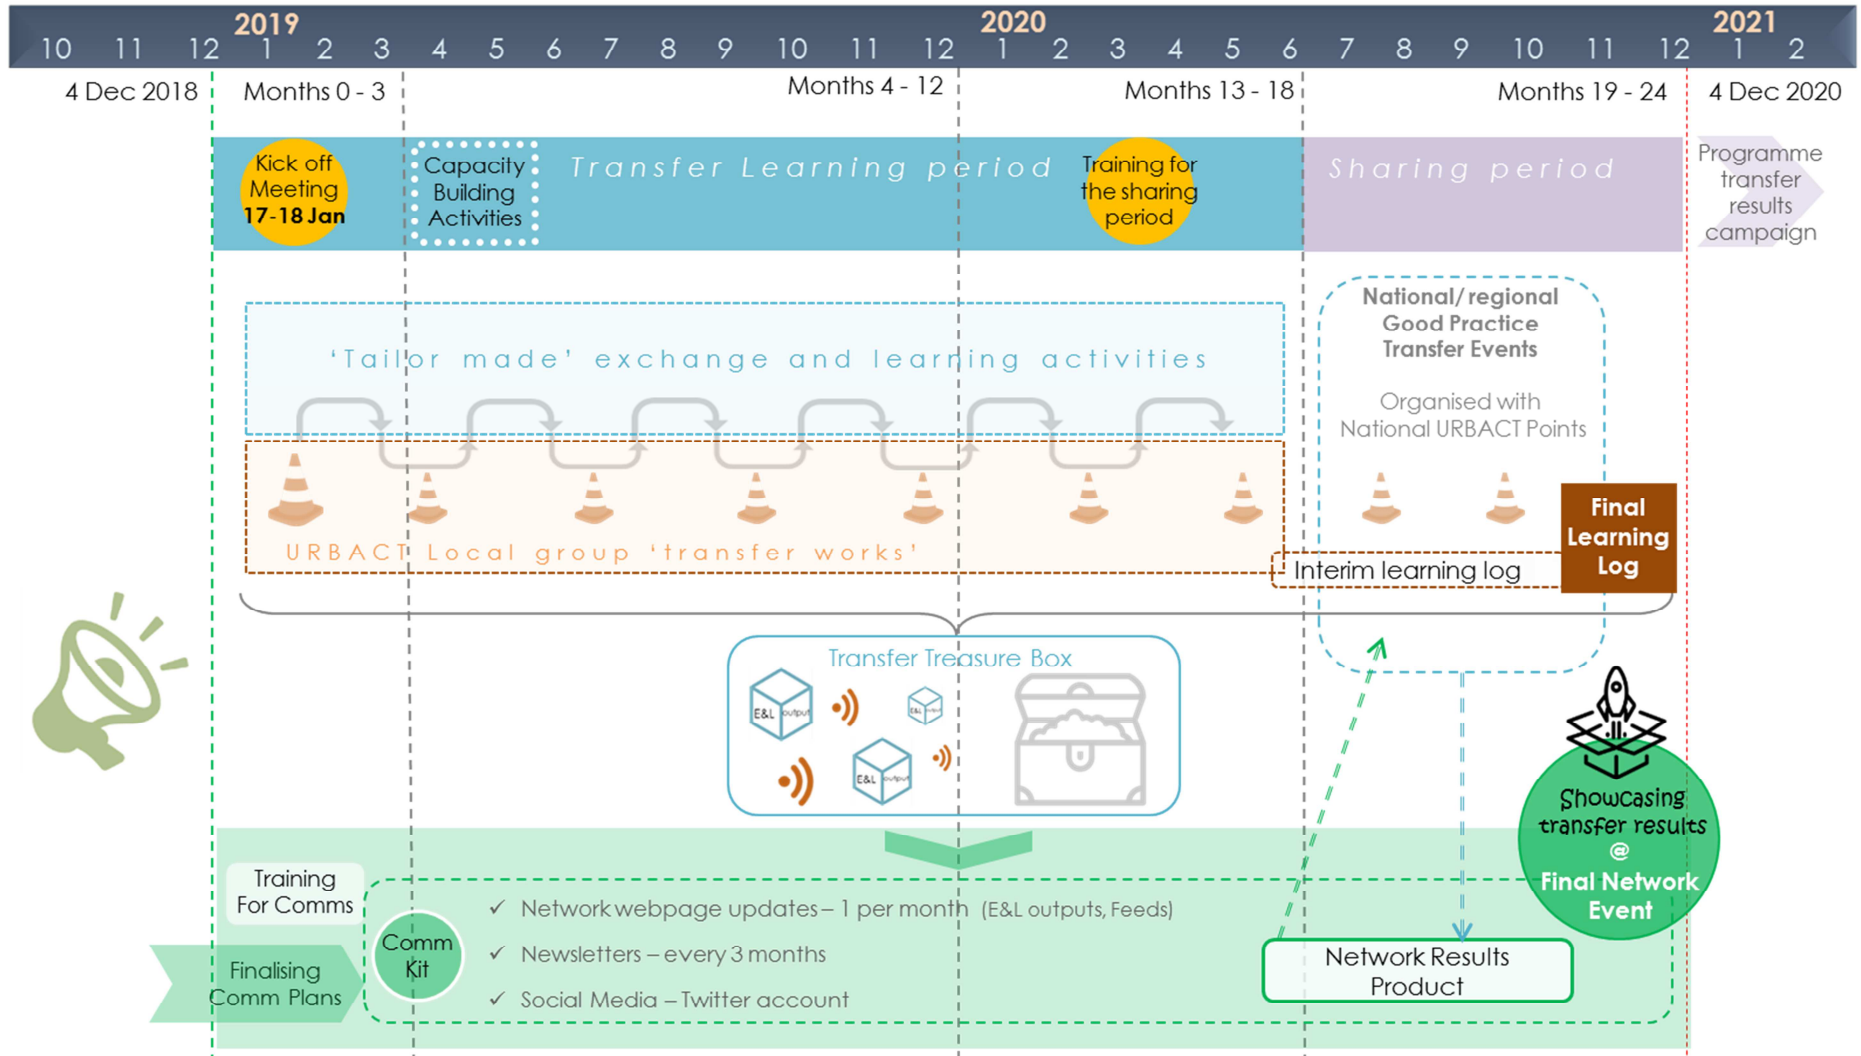 2019 2020 2021
10 11 12 1 2 3 4 5 6 7 8 9 10 11 12 1 2 3 4 5 6 7 8 9 10 11 12 1 2
4 Dec 2018 Months 0 - 3 Months 4 - 12 Months 13 - 18 Months 19 - 24 4 Dec 2020
Kick off
Meeting
17-18 Jan
Capacity
Building
Activities
Transfer Learning period
Training for
the sharing
period
Sharing period
Programme
transfer
results
campaign
'Tailor made' exchange and learning activities
National/regional
Good Practice
Transfer Events
Organised with
National URBACT Points
URBACT Local group 'transfer works'
Interim learning log
Final
Learning
Log
Transfer Treasure Box
E&L output
E&L output
E&L output
Showcasing
transfer results
@
Final Network
Event
Training
For Comms
Finalising
Comm Plans
Comm
Kit
✓ Network webpage updates – 1 per month (E&L outputs, Feeds)
✓ Newsletters – every 3 months
✓ Social Media – Twitter account
Network Results
Product